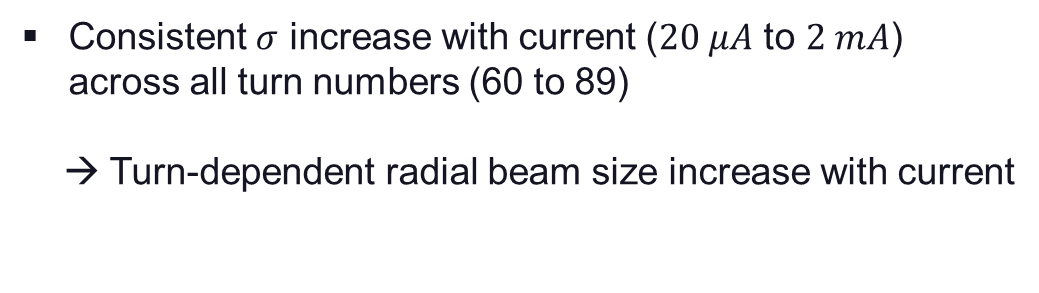 ▪ Consistent σ increase with current (20 μA to 2 mA)
across all turn numbers (60 to 89)
→ Turn-dependent radial beam size increase with current